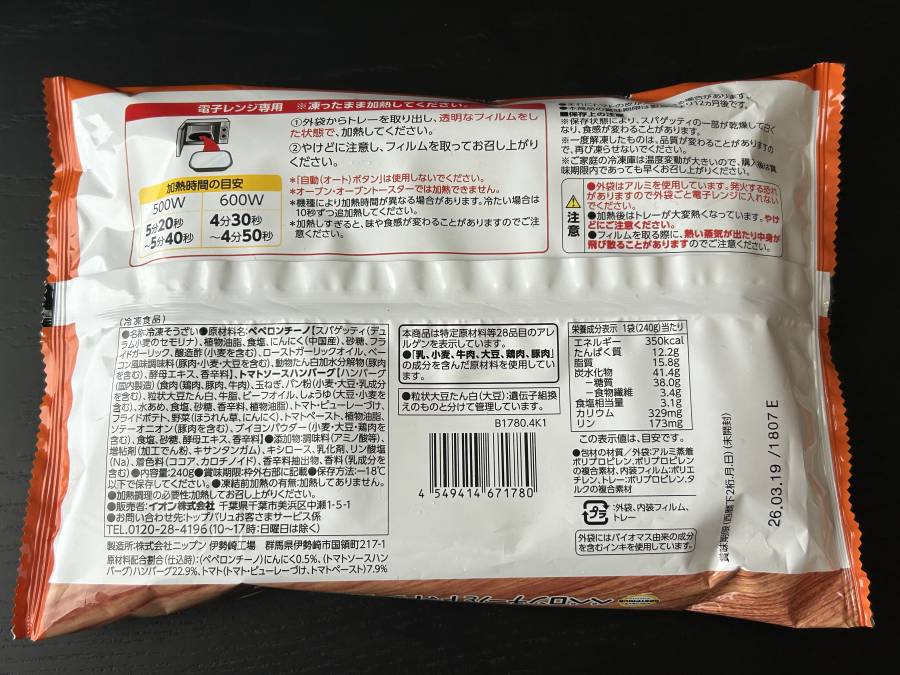 電子レンジ専用 ※凍ったまま加熱してください。
①外袋からトレーを取り出し、透明なフィルムをし
た状態で、加熱してください。
②やけどに注意し、フィルムを取ってお召し上がり
ください。
加熱時間の目安
500W 600W
5分20秒 4分30秒
〜5分40秒 〜4分50秒
*「自動(オート)ボタン」は使用しないでください。
*オーブン・オーブントースターでは加熱できません。
*機種により加熱時間が異なる場合があります。冷たい場合は
10秒ずつ追加加熱してください。
*加熱しすぎると、味や食感が変わることがありますのでご注
意ください。
■保存上の注意
※保存状態により、スパゲッティの一部が乾燥して白く
なり、食感が変わることがあります。
※一度解凍したものは、品質が変わることがありますの
で、再び凍らせないでください。
※ご家庭の冷凍庫は温度変動が大きいので、購入後は賞
味期限内であっても早めにお召し上がりください。
注意
●外袋はアルミを使用しています。発火する恐れ
がありますので外袋ごと電子レンジに入れない
でください。
●加熱後はトレーが大変熱くなっています。やけ
どにご注意ください。
●フィルムを取る際に、熱い蒸気が出たり中身が
飛び散ることがありますのでご注意ください。
(冷凍食品)
●名称:冷凍そうざい●原材料名:ペペロンチーノ[スパゲッティ(デュ
ラム小麦のセモリナ)、植物油脂、食塩、にんにく(中国産)、砂糖、フラ
イドガーリック、醸造酢(小麦を含む)、ローストガーリックオイル、ベー
コン風味調味料(豚肉・大豆を含む)、動物たん白加水分解物(豚肉
を含む)、酵母エキス、香辛料]、トマトソースハンバーグ[ハンバーグ
(国内製造)(食肉(鶏肉、豚肉、牛肉)、玉ねぎ、パン粉(小麦・大豆・乳成分
を含む)、粒状大豆たん白、牛脂、ビーフオイル、しょうゆ(大豆・小麦を
含む)、水あめ、食塩、砂糖、香辛料、植物油脂)、トマト・ピューレーづけ、
フライドポテト、野菜(ほうれん草、にんにく)、トマトペースト、植物油脂、
ソテーオニオン(豚肉を含む)、ブイヨンパウダー(小麦・大豆・鶏肉を
含む)、食塩、砂糖、酵母エキス、香辛料]●添加物:調味料(アミノ酸等)、
増粘剤(加工でん粉、キサンタンガム)、キシロース、乳化剤、リン酸塩
(Na)、着色料(ココア、カロチノイド)、香辛料抽出物、香料(乳成分を
含む)●内容量:240g●賞味期限:枠外右部に記載●保存方法:−18℃
以下で保存してください。●凍結前加熱の有無:加熱してありません。
●加熱調理の必要性:加熱してお召し上がりください。
●販売者:イオン株式会社 千葉県千葉市美浜区中瀬1-5-1
●お問い合わせ先:トップバリュお客さまサービス係
TEL.0120-28-4196(10〜17時:日曜日は除く)
製造所:株式会社ニップン 伊勢崎工場 群馬県伊勢崎市国領町217-1
原材料配合割合(仕込時):(ペペロンチーノ)にんにく0.5%、(トマトソースハン
バーグ)ハンバーグ22.9%、トマト(トマト・ピューレーづけ、トマトペースト)7.9%
本商品は特定原材料等28品目のアレ
ルゲンを表示しています。
●「乳、小麦、牛肉、大豆、鶏肉、豚肉」
の成分を含んだ原材料を使用してい
ます。
●粒状大豆たん白(大豆):遺伝子組換
えのものと分けて管理しています。
B1780.4K1
4 549414 671780
栄養成分表示 1袋(240g)当たり
エネルギー 350kcal
たんぱく質 12.2g
脂質 15.8g
炭水化物 41.4g
−糖質 38.0g
−食物繊維 3.4g
食塩相当量 3.1g
カリウム 329mg
リン 173mg
この表示値は、目安です。
●包材の材質/外袋:アルミ蒸着
ポリプロピレン、ポリプロピレン
の複合素材、内装フィルム:ポリエ
チレン、トレー:ポリプロピレン、タ
ルクの複合素材
プラ :外袋、内装フィルム、
トレー
外袋にはバイオマス由来の成分
を含むインキを使用しています。
賞味期限(西暦下2桁.月.日)(未開封)
26.03.19 /1807 E